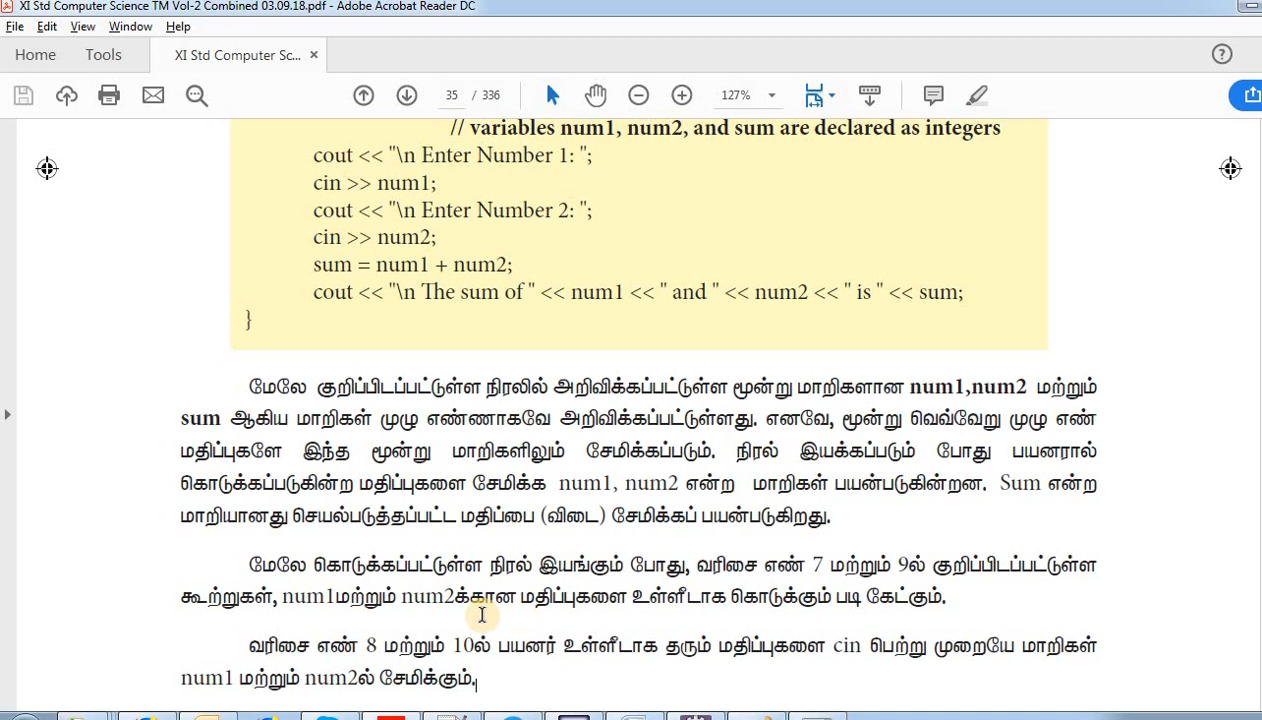 XI Std Computer Science TM Vol-2 Combined 03.09.18.pdf - Adobe Acrobat Reader DC
File Edit View Window Help
Home Tools XI Std Computer Sc... ×
35 / 336 127%
// variables num1, num2, and sum are declared as integers
cout << "\n Enter Number 1: ";
cin >> num1;
cout << "\n Enter Number 2: ";
cin >> num2;
sum = num1 + num2;
cout << "\n The sum of " << num1 << " and " << num2 << " is " << sum;
}
மேலே குறிப்பிடப்பட்டுள்ள நிரலில் அறிவிக்கப்பட்டுள்ள மூன்று மாறிகளான num1,num2 மற்றும்
sum ஆகிய மாறிகள் முழு எண்ணாகவே அறிவிக்கப்பட்டுள்ளது. எனவே, மூன்று வெவ்வேறு முழு எண்
மதிப்புகளே இந்த மூன்று மாறிகளிலும் சேமிக்கப்படும். நிரல் இயக்கப்படும் போது பயனரால்
கொடுக்கப்படுகின்ற மதிப்புகளை சேமிக்க num1, num2 என்ற மாறிகள் பயன்படுகின்றன. Sum என்ற
மாறியானது செயல்படுத்தப்பட்ட மதிப்பை (விடை) சேமிக்கப் பயன்படுகிறது.
மேலே கொடுக்கப்பட்டுள்ள நிரல் இயங்கும் போது, வரிசை எண் 7 மற்றும் 9ல் குறிப்பிடப்பட்டுள்ள
கூற்றுகள், num1மற்றும் num2க்கான மதிப்புகளை உள்ளீடாக கொடுக்கும் படி கேட்கும்.
வரிசை எண் 8 மற்றும் 10ல் பயனர் உள்ளீடாக தரும் மதிப்புகளை cin பெற்று முறையே மாறிகள்
num1 மற்றும் num2ல் சேமிக்கும்.